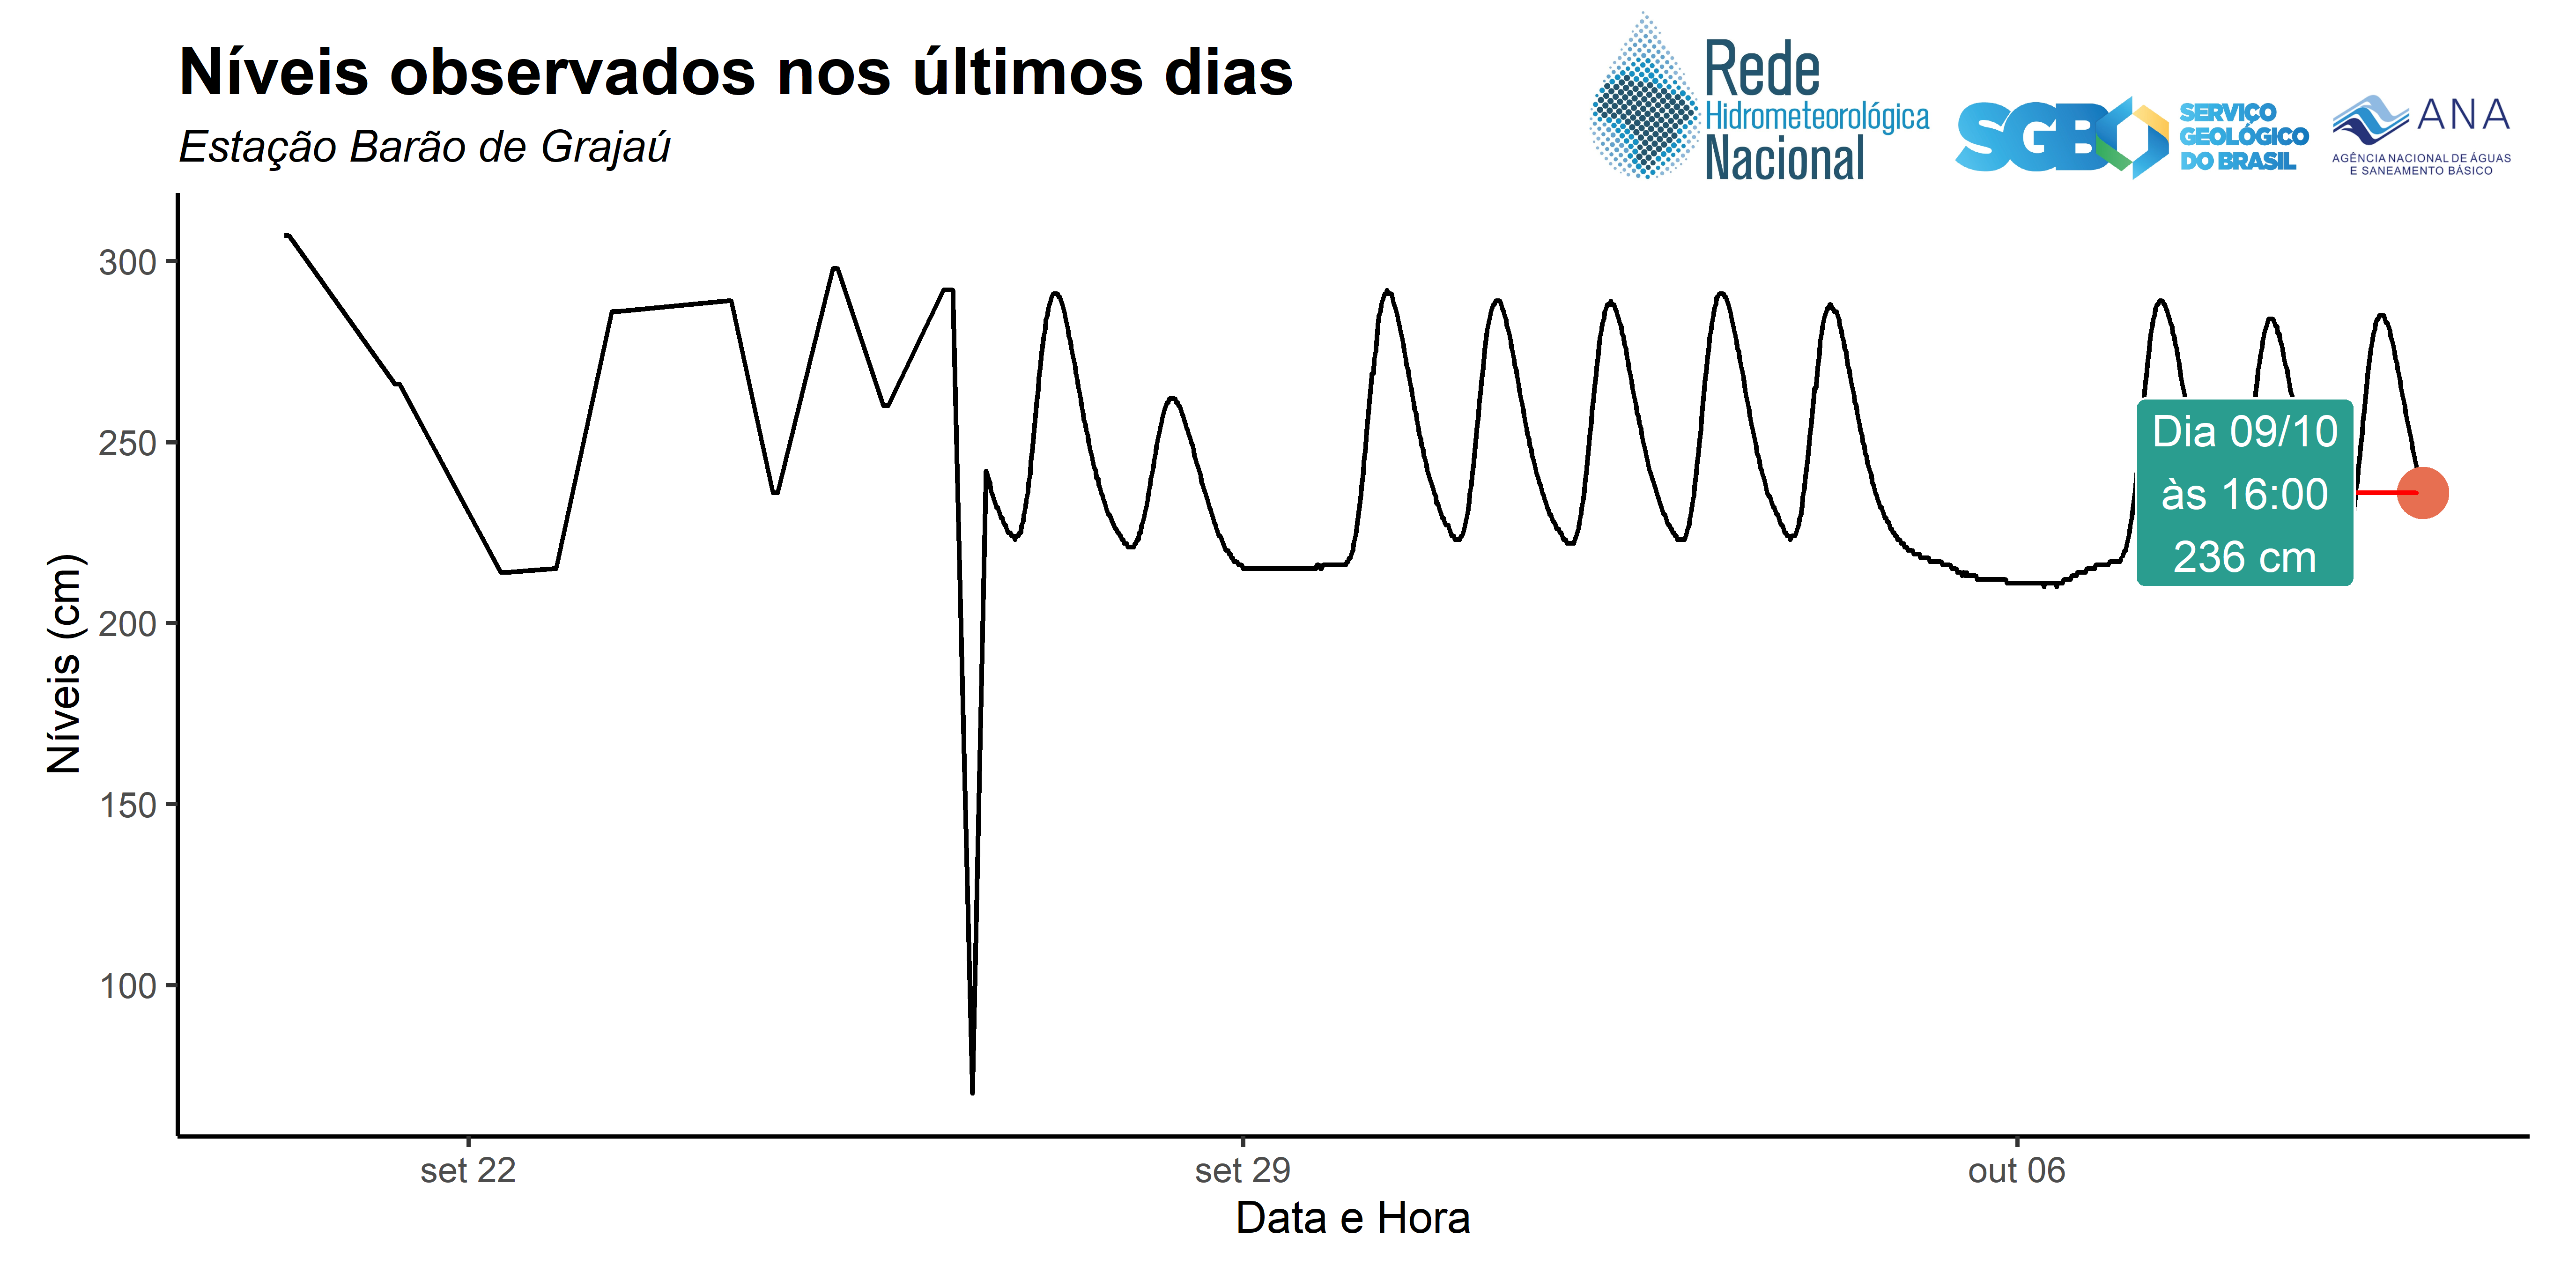 Níveis observados nos últimos dias
Estação Barão de Grajaú
Rede
Hidrometeorológica
Nacional
SGB
SERVIÇO
GEOLÓGICO
DO BRASIL
ANA
AGÊNCIA NACIONAL DE ÁGUAS
E SANEAMENTO BÁSICO
Níveis (cm)
300
250
200
150
100
Dia 09/10
às 16:00
236 cm
set 22
set 29
out 06
Data e Hora